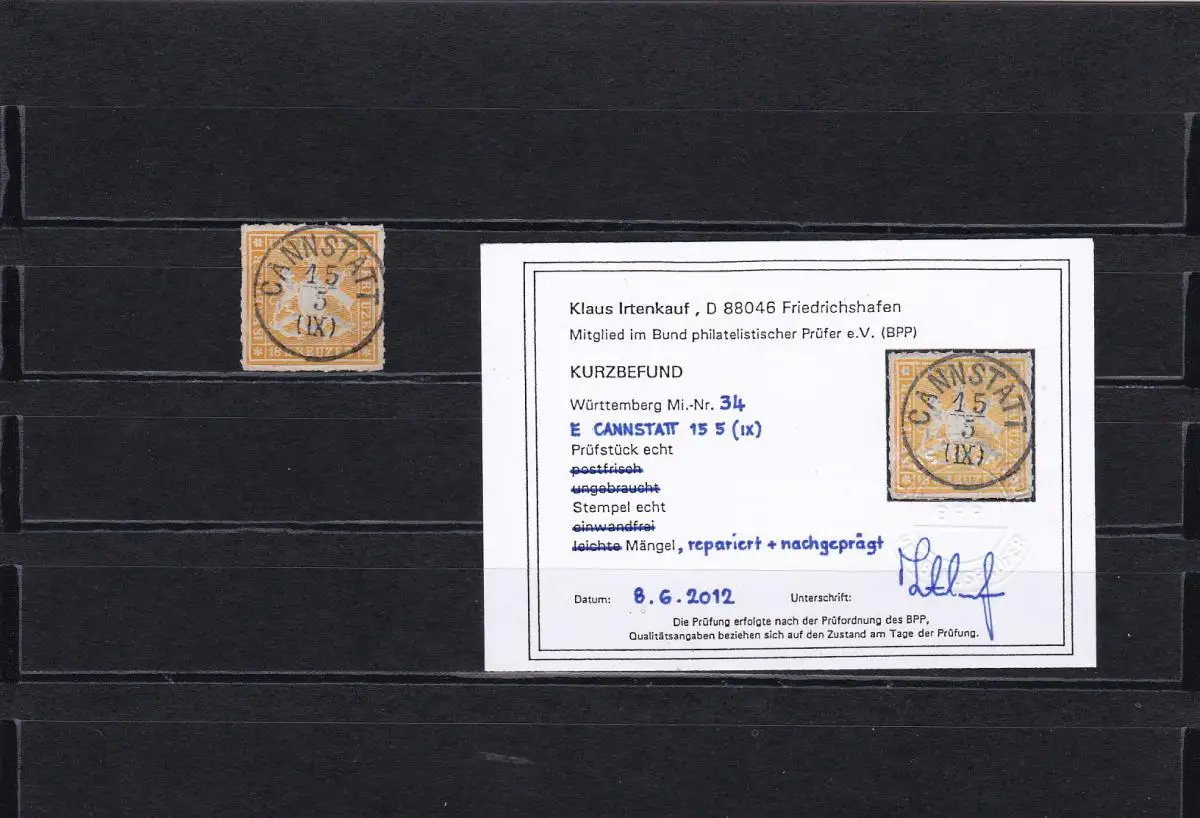 CANNSTATT
15
5
(IX)
18 KREUZER
Klaus Irtenkauf , D 88046 Friedrichshafen
Mitglied im Bund philatelistischer Prüfer e.V. (BPP)
KURZBEFUND
Württemberg Mi.-Nr. 34
E CANNSTATT 15 5 (IX)
Prüfstück echt
postfrisch
ungebraucht
Stempel echt
einwandfrei
leichte Mängel, repariert + nachgeprägt
Datum: 8.6.2012 Unterschrift:
Die Prüfung erfolgte nach der Prüfordnung des BPP,
Qualitätsangaben beziehen sich auf den Zustand am Tage der Prüfung.
CANNSTATT
15
5
(IX)
BPP